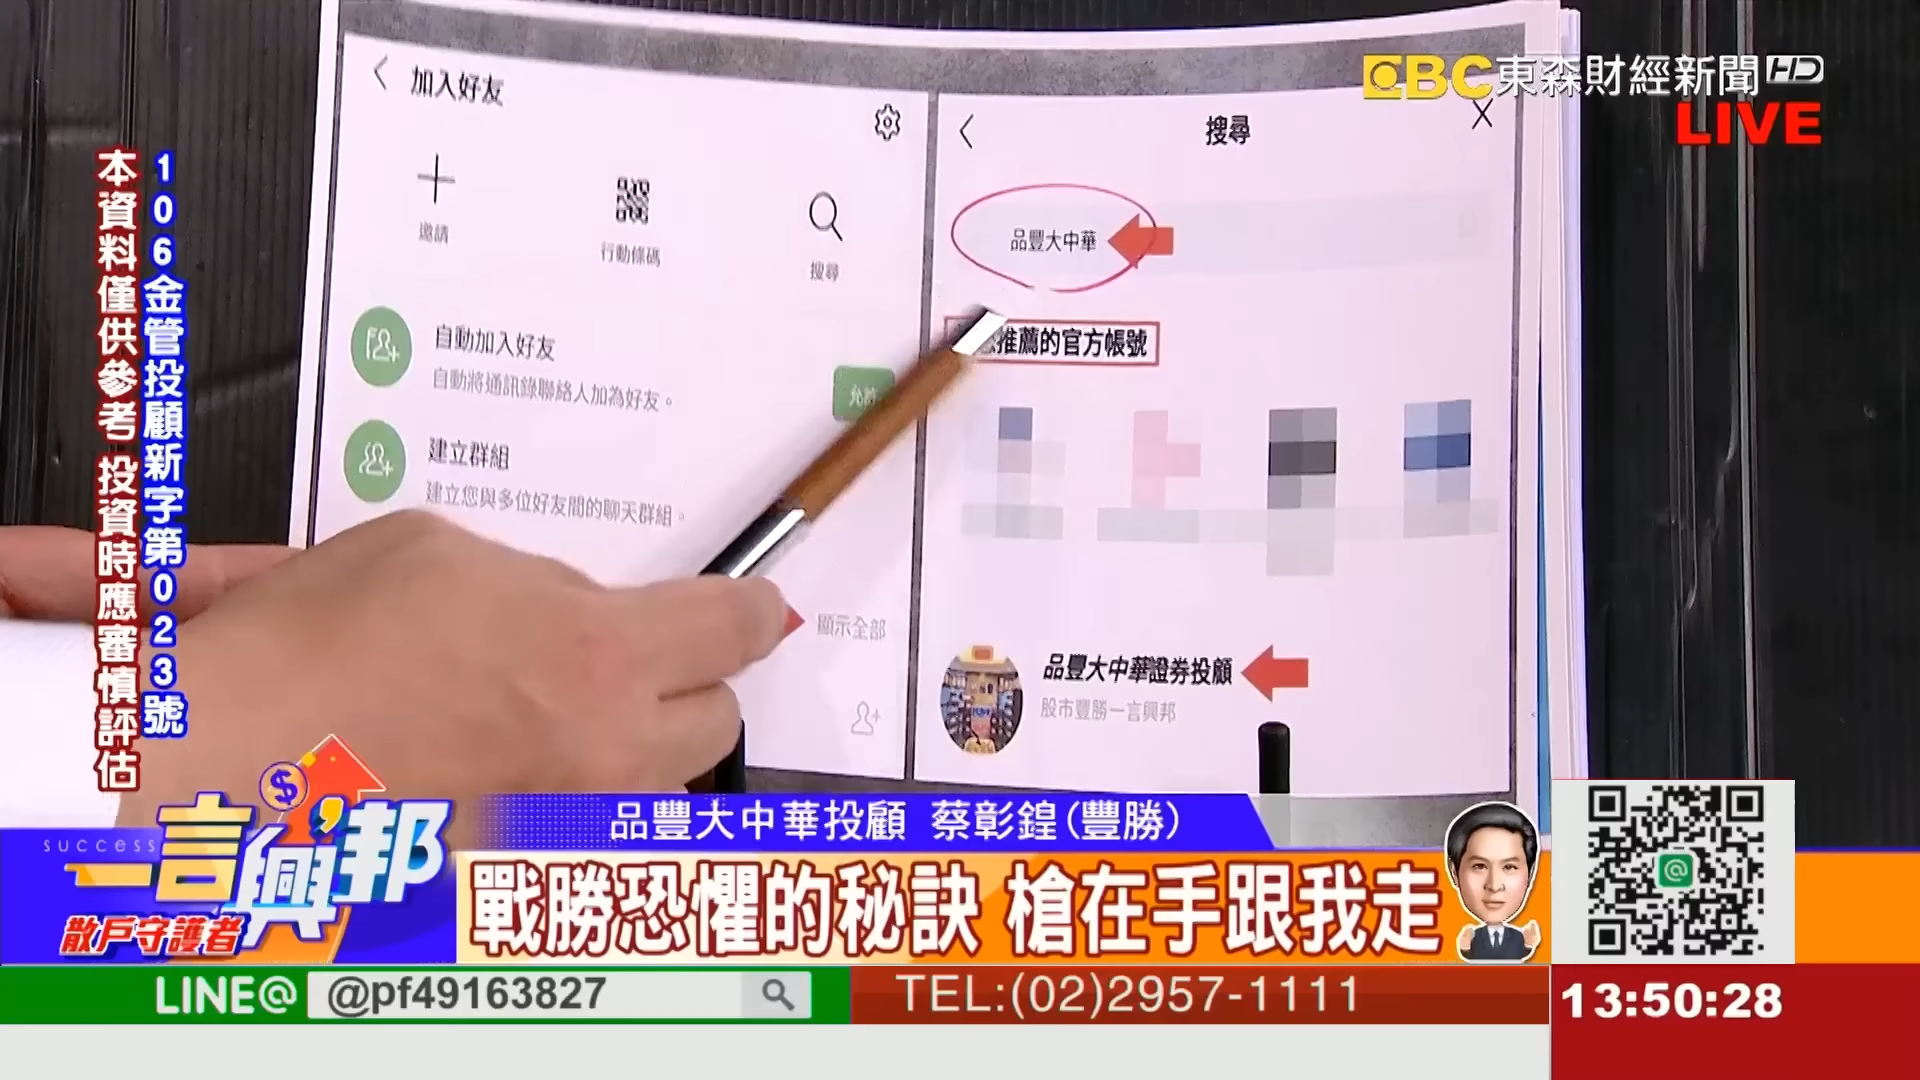 EBC東森財經新聞HD
LIVE
106金管投顧新字第023號
本資料僅供參考 投資時應審慎評估
加入好友
邀請
行動條碼
搜尋
自動加入好友
自動將通訊錄聯絡人加為好友。
建立群組
建立您與多位好友間的聊天群組。
顯示全部
搜尋
品豐大中華
推薦的官方帳號
品豐大中華證券投顧
股市豐勝一言興邦
success
一言興邦
散戶守護者
品豐大中華投顧 蔡彰鍠(豐勝)
戰勝恐懼的秘訣 槍在手跟我走
LINE@ @pf49163827
TEL:(02)2957-1111
13:50:28